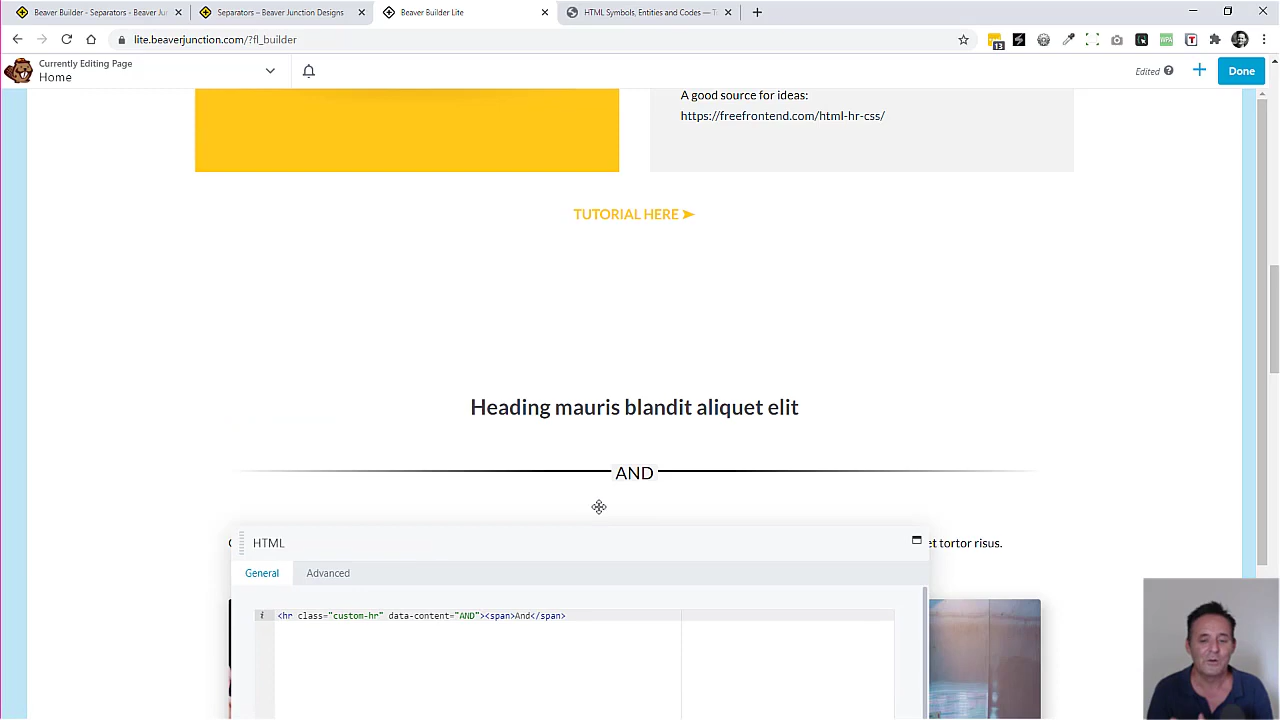 Beaver Builder - Separators - Beaver Ju
Separators – Beaver Junction Designs
Beaver Builder Lite
HTML Symbols, Entities and Codes — T
lite.beaverjunction.com/?fl_builder
13
WPA
T
Currently Editing Page
Home
Edited
Done
A good source for ideas:
https://freefrontend.com/html-hr-css/
TUTORIAL HERE ➤
Heading mauris blandit aliquet elit
AND
et tortor risus.
HTML
General
Advanced
i
<hr class="custom-hr" data-content="AND"><span>And</span>